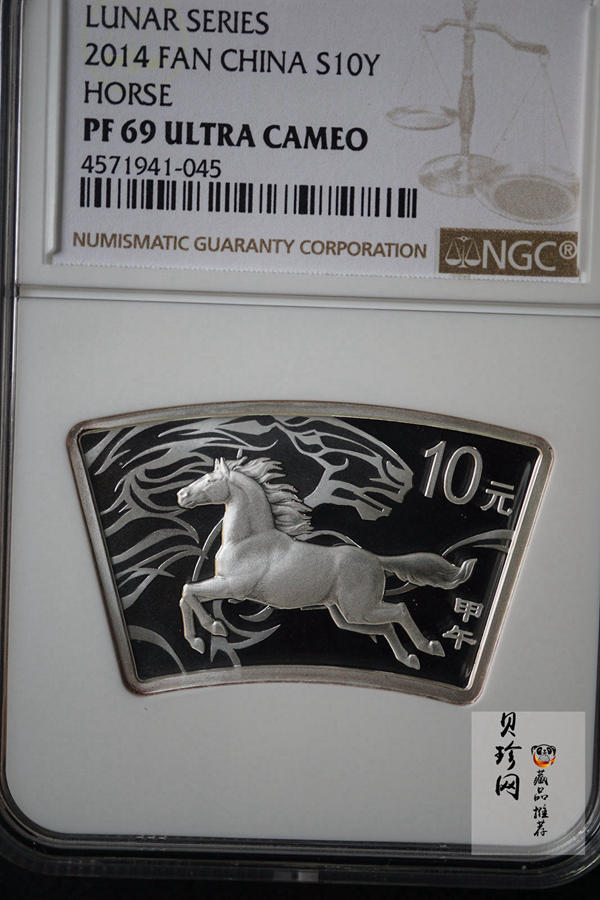 LUNAR SERIES
2014 FAN CHINA S10Y
HORSE
PF 69 ULTRA CAMEO
4571941-045
NUMISMATIC GUARANTY CORPORATION
NGC®
10元
甲午
贝珍网
藏品推荐